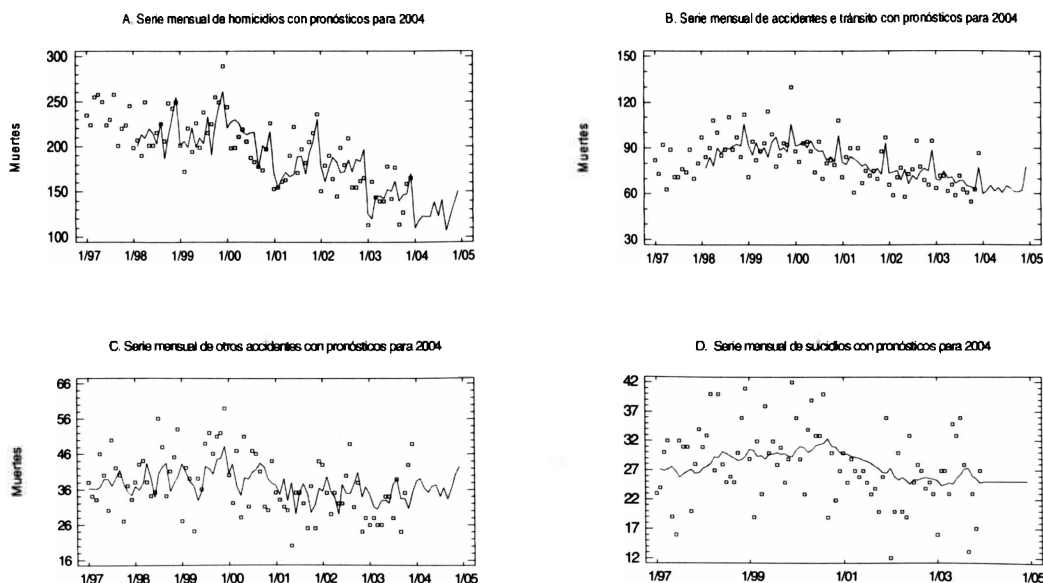 A. Serie mensual de homicidios con pronósticos para 2004
Muertes
300
250
200
150
100
1/97 1/98 1/99 1/00 1/01 1/02 1/03 1/04 1/05
B. Serie mensual de accidentes e tránsito con pronósticos para 2004
Muertes
150
120
90
60
30
1/97 1/98 1/99 1/00 1/01 1/02 1/03 1/04 1/05
C. Serie mensual de otros accidentes con pronósticos para 2004
Muertes
66
56
46
36
26
16
1/97 1/98 1/99 1/00 1/01 1/02 1/03 1/04 1/05
D. Serie mensual de suicidios con pronósticos para 2004
42
37
32
27
22
17
12
1/97 1/99 1/01 1/03 1/05